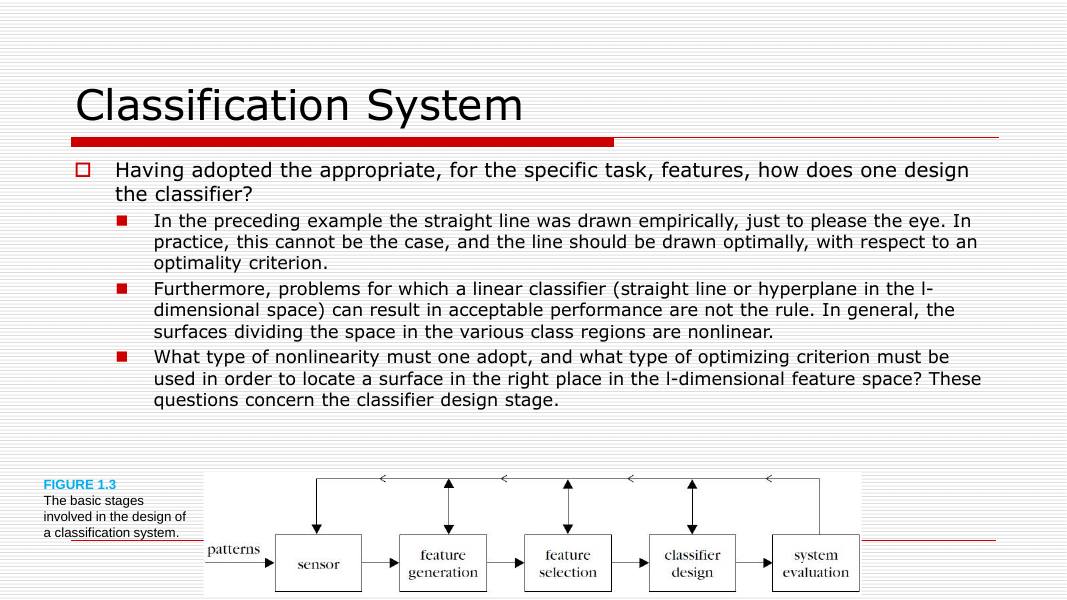 Classification System
Having adopted the appropriate, for the specific task, features, how does one design
the classifier?
In the preceding example the straight line was drawn empirically, just to please the eye. In
practice, this cannot be the case, and the line should be drawn optimally, with respect to an
optimality criterion.
Furthermore, problems for which a linear classifier (straight line or hyperplane in the l-
dimensional space) can result in acceptable performance are not the rule. In general, the
surfaces dividing the space in the various class regions are nonlinear.
What type of nonlinearity must one adopt, and what type of optimizing criterion must be
used in order to locate a surface in the right place in the l-dimensional feature space? These
questions concern the classifier design stage.
FIGURE 1.3
The basic stages
involved in the design of
a classification system.
patterns
sensor
feature
generation
feature
selection
classifier
design
system
evaluation